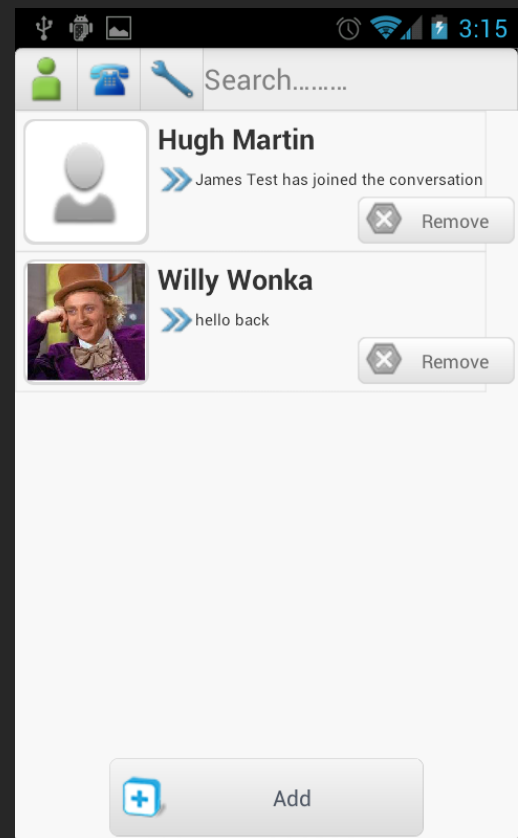 3:15
Search.........
Hugh Martin
James Test has joined the conversation
Remove
Willy Wonka
hello back
Remove
Add